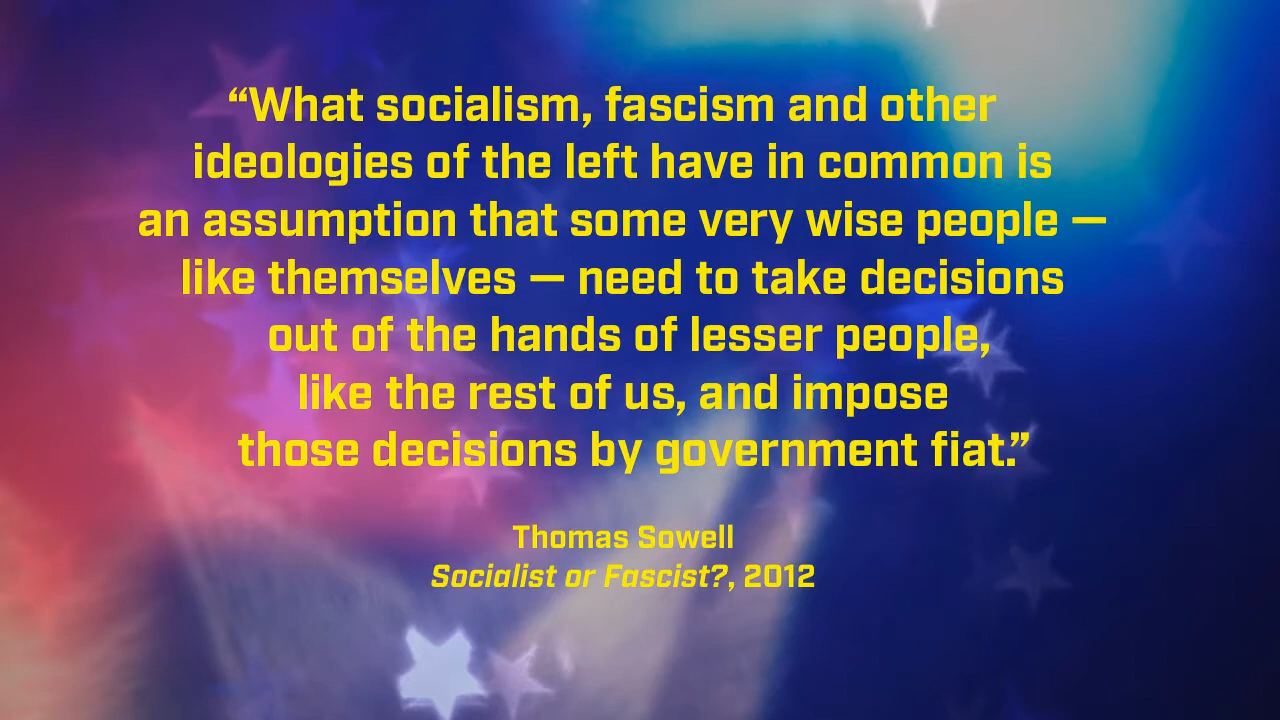 “What socialism, fascism and other
ideologies of the left have in common is
an assumption that some very wise people —
like themselves — need to take decisions
out of the hands of lesser people,
like the rest of us, and impose
those decisions by government fiat.”
Thomas Sowell
Socialist or Fascist?, 2012